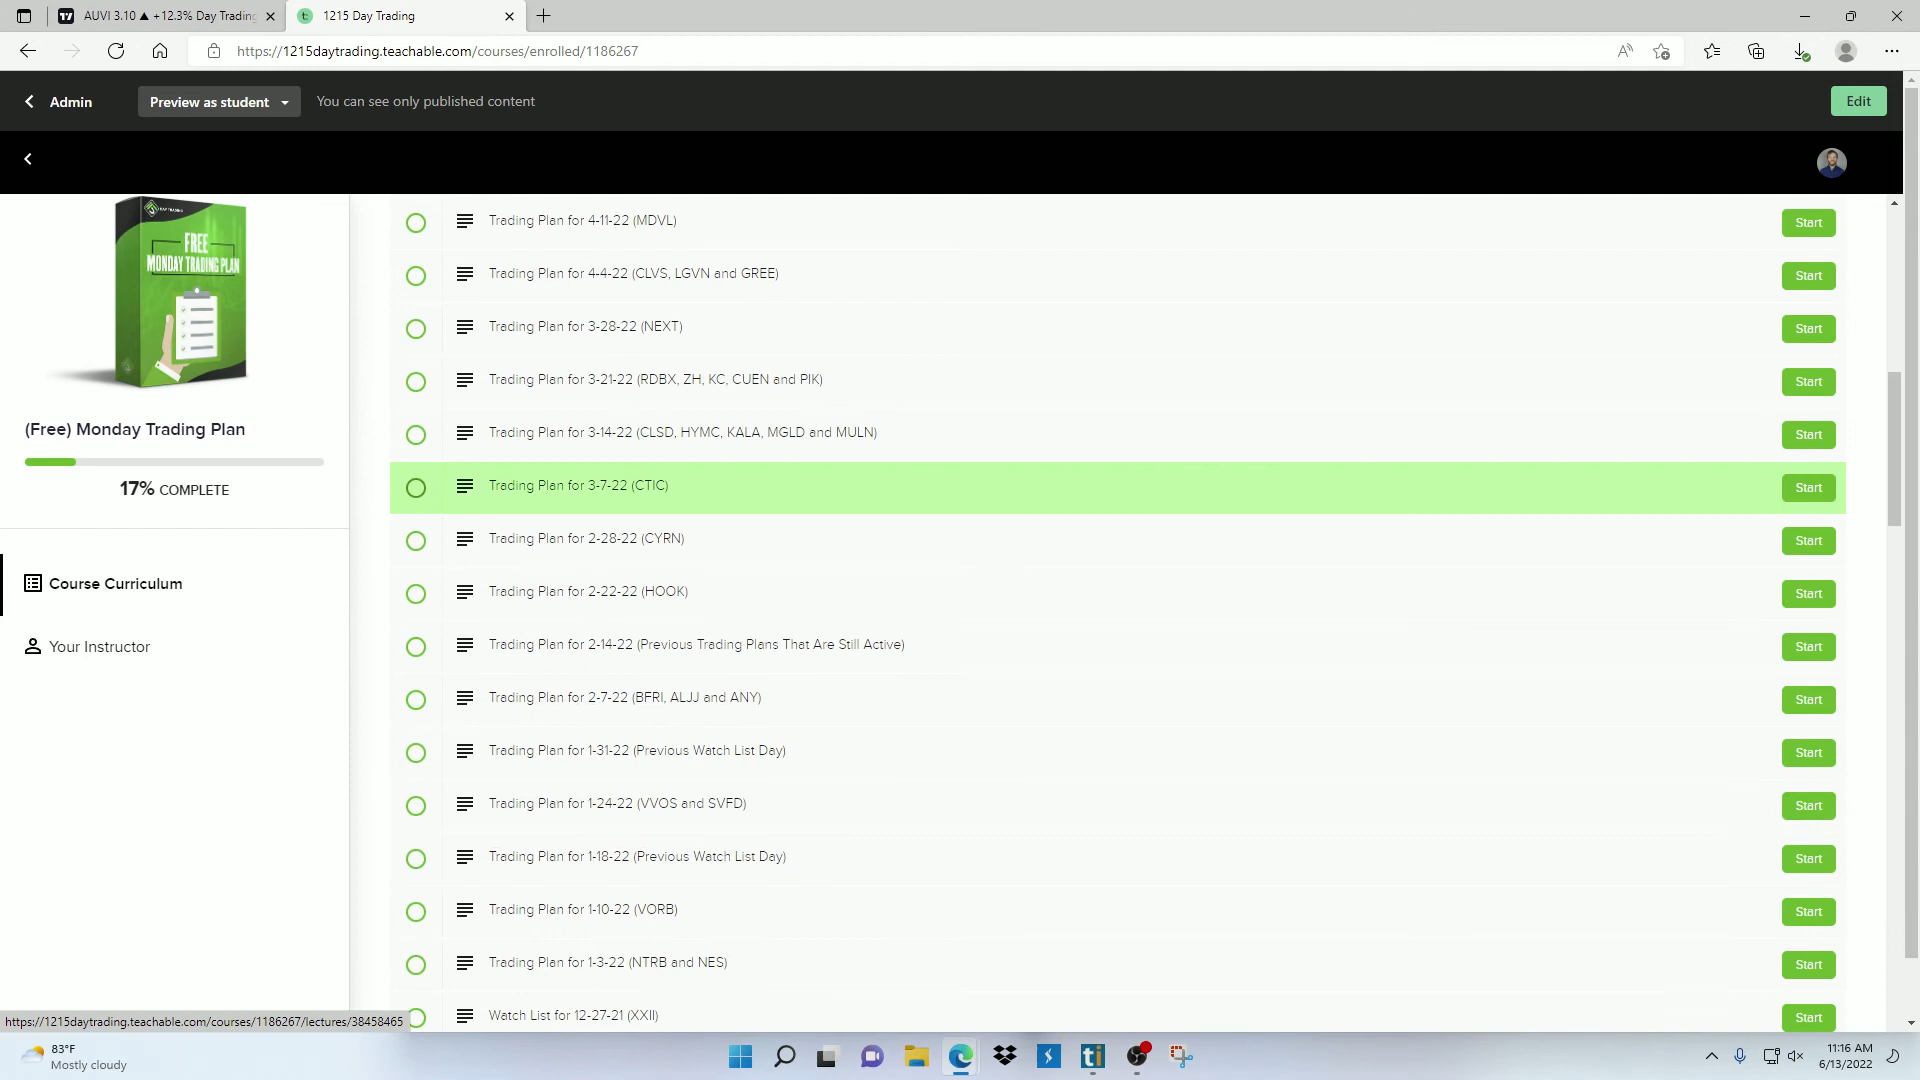 AUVI 3.10 ▲ +12.3% Day Trading
1215 Day Trading
https://1215daytrading.teachable.com/courses/enrolled/1186267
Admin
Preview as student
You can see only published content
Edit
DAY TRADING
FREE
MONDAY TRADING PLAN
(Free) Monday Trading Plan
17% COMPLETE
Course Curriculum
Your Instructor
Trading Plan for 4-11-22 (MDVL)
Start
Trading Plan for 4-4-22 (CLVS, LGVN and GREE)
Start
Trading Plan for 3-28-22 (NEXT)
Start
Trading Plan for 3-21-22 (RDBX, ZH, KC, CUEN and PIK)
Start
Trading Plan for 3-14-22 (CLSD, HYMC, KALA, MGLD and MULN)
Start
Trading Plan for 3-7-22 (CTIC)
Start
Trading Plan for 2-28-22 (CYRN)
Start
Trading Plan for 2-22-22 (HOOK)
Start
Trading Plan for 2-14-22 (Previous Trading Plans That Are Still Active)
Start
Trading Plan for 2-7-22 (BFRI, ALJJ and ANY)
Start
Trading Plan for 1-31-22 (Previous Watch List Day)
Start
Trading Plan for 1-24-22 (VVOS and SVFD)
Start
Trading Plan for 1-18-22 (Previous Watch List Day)
Start
Trading Plan for 1-10-22 (VORB)
Start
Trading Plan for 1-3-22 (NTRB and NES)
Start
Watch List for 12-27-21 (XXII)
Start
https://1215daytrading.teachable.com/courses/1186267/lectures/38458465
83°F
Mostly cloudy
11:16 AM
6/13/2022